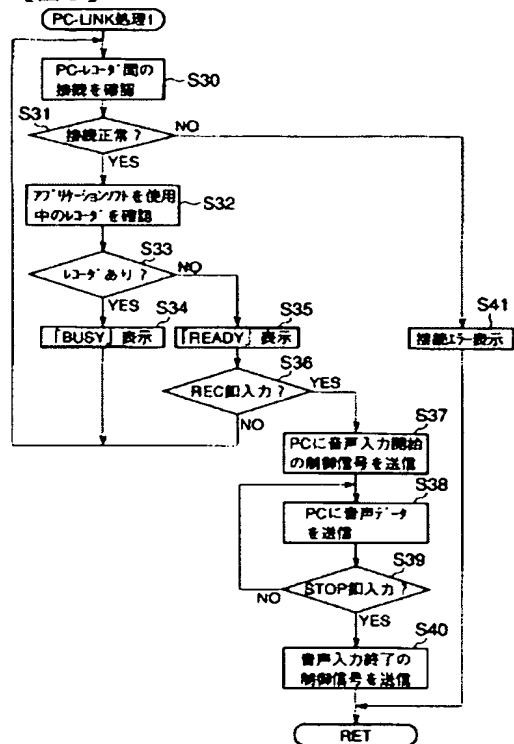 PC-LINK処理1
PC-レコーダ間の
接続を確認
S30
S31
接続正常?
NO
YES
アプリケーションソフトを使用
中のレコーダを確認
S32
S33
レコーダあり?
NO
YES
S34
「BUSY」表示
S35
「READY」表示
S41
接続エラー表示
S36
REC釦入力?
YES
NO
S37
PCに音声入力開始
の制御信号を送信
S38
PCに音声データ
を送信
S39
STOP釦入力?
NO
YES
S40
音声入力終了の
制御信号を送信
RET